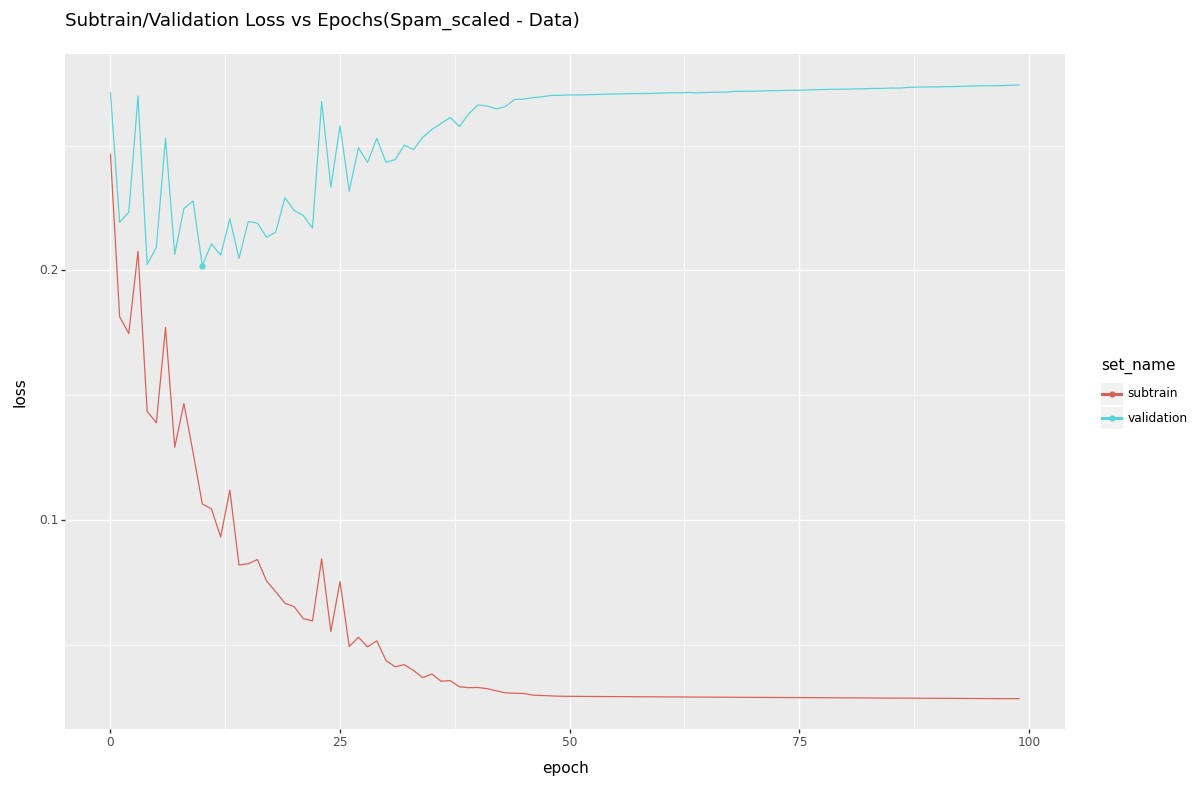 Subtrain/Validation Loss vs Epochs(Spam_scaled - Data)
loss
0.2
0.1
0 25 50 75 100
epoch
set_name
subtrain
validation